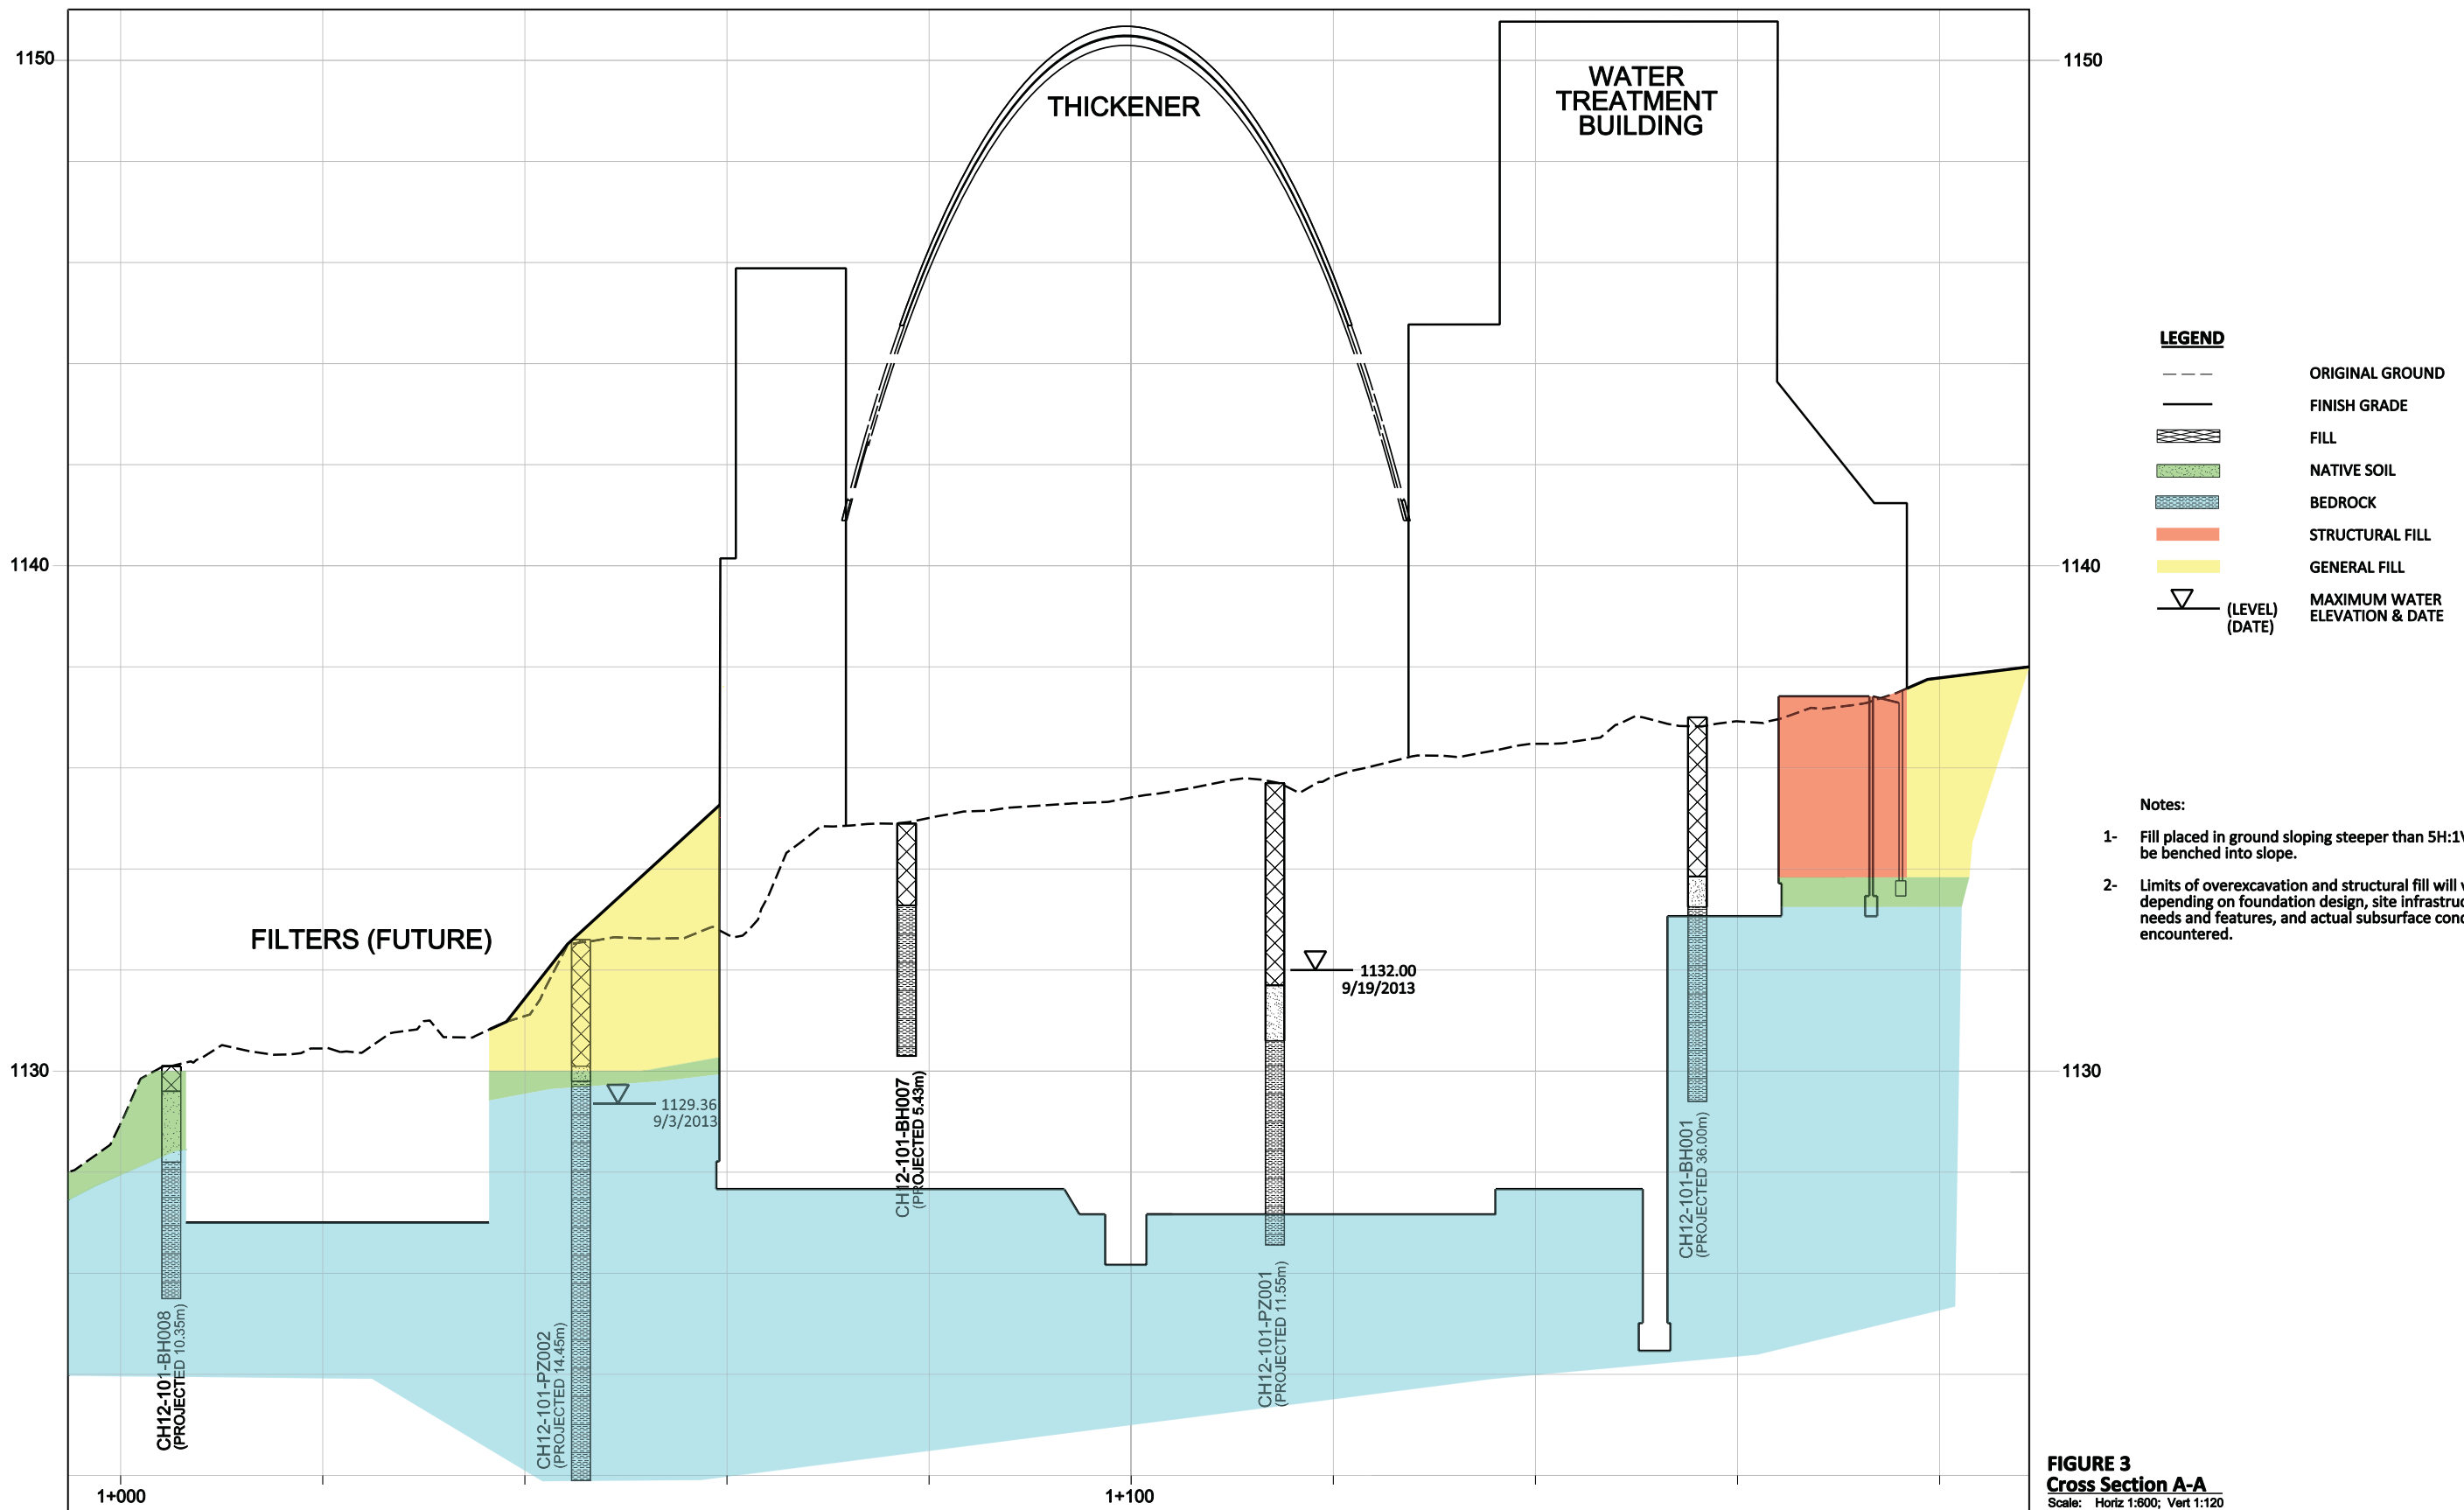 1150
1150
THICKENER
WATER
TREATMENT
BUILDING
LEGEND
ORIGINAL GROUND
FINISH GRADE
FILL
NATIVE SOIL
BEDROCK
STRUCTURAL FILL
GENERAL FILL
(LEVEL)
(DATE)
MAXIMUM WATER
ELEVATION & DATE
1140
1140
Notes:
1- Fill placed in ground sloping steeper than 5H:1V
be benched into slope.
2- Limits of overexcavation and structural fill will
depending on foundation design, site
needs and features, and actual subsurface
encountered.
FILTERS (FUTURE)
1132.00
9/19/2013
1130
1130
1129.36
9/3/2013
CH12-101-BH008
(PROJECTED 10.35m)
CH12-101-PZ002
(PROJECTED 14.45m)
CH12-101-BH007
(PROJECTED 5.43m)
CH12-101-PZ001
(PROJECTED 11.55m)
CH12-101-BH001
(PROJECTED 36.00m)
1+000
1+100
FIGURE 3
Cross Section A-A
Scale: Horiz 1:600; Vert 1:120